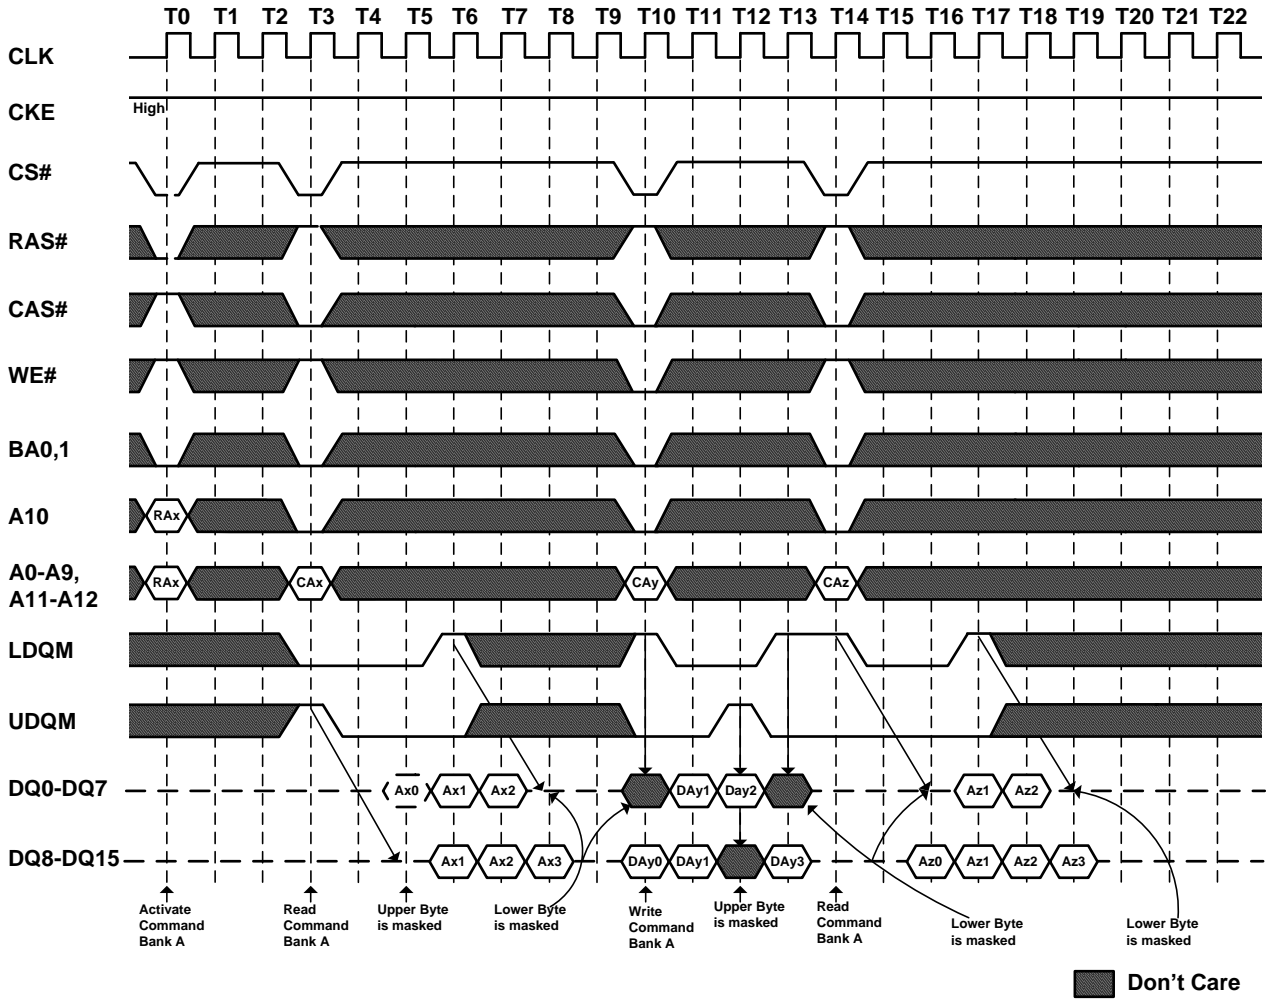 T0 T1 T2 T3 T4 T5 T6 T7 T8 T9 T10 T11 T12 T13 T14 T15 T16 T17 T18 T19 T20 T21 T22
CLK
CKE High
CS#
RAS#
CAS#
WE#
BA0,1
A10 RAx
A0-A9,
A11-A12 RAx CAx CAy CAz
LDQM
UDQM
DQ0-DQ7 Ax0 Ax1 Ax2 DAy1 Day2 Az1 Az2
DQ8-DQ15 Ax1 Ax2 Ax3 DAy0 DAy1 DAy3 Az0 Az1 Az2 Az3
Activate
Command
Bank A
Read
Command
Bank A
Upper Byte
is masked
Lower Byte
is masked
Write
Command
Bank A
Upper Byte
is masked
Read
Command
Bank A
Lower Byte
is masked
Lower Byte
is masked
Don't Care